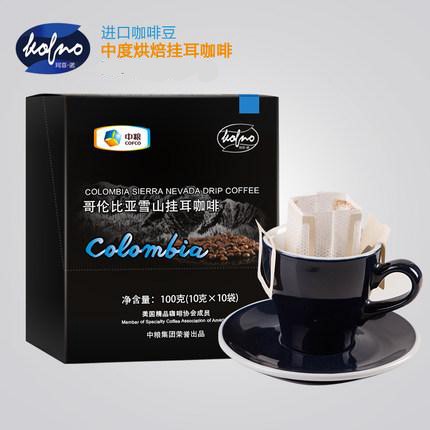 kofno
柯菲·诺
进口咖啡豆
中度烘焙挂耳咖啡
中粮
COFCO
kofno
COLOMBIA SIERRA NEVADA DRIP COFFEE
哥伦比亚雪山挂耳咖啡
Colombia
净含量：100克(10克×10袋)
美国精品咖啡协会成员
Member of Specialty Coffee Association of
中粮集团荣誉出品